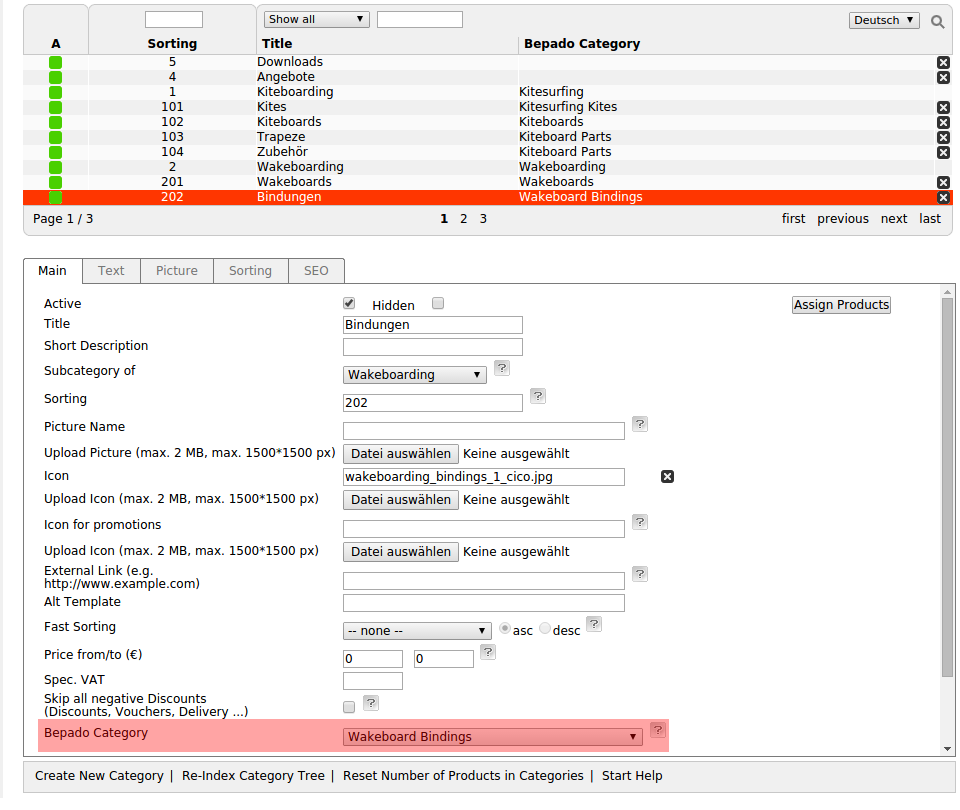 Show all Deutsch
A Sorting Title Bepado Category
5 Downloads
4 Angebote
1 Kiteboarding Kitesurfing
101 Kites Kitesurfing Kites
102 Kiteboards Kiteboards
103 Trapeze Kiteboard Parts
104 Zubehör Kiteboard Parts
2 Wakeboarding Wakeboarding
201 Wakeboards Wakeboards
202 Bindungen Wakeboard Bindings
Page 1 / 3 1 2 3 first previous next last
Main Text Picture Sorting SEO
Active Hidden Assign Products
Title Bindungen
Short Description
Subcategory of Wakeboarding ?
Sorting 202 ?
Picture Name ?
Upload Picture (max. 2 MB, max. 1500*1500 px) Datei auswählen Keine ausgewählt
Icon wakeboarding_bindings_1_cico.jpg
Upload Icon (max. 2 MB, max. 1500*1500 px) Datei auswählen Keine ausgewählt
Icon for promotions ?
Upload Icon (max. 2 MB, max. 1500*1500 px) Datei auswählen Keine ausgewählt
External Link (e.g.
http://www.example.com) ?
Alt Template
Fast Sorting -- none -- asc desc ?
Price from/to (€) 0 0 ?
Spec. VAT
Skip all negative Discounts
(Discounts, Vouchers, Delivery ...) ?
Bepado Category Wakeboard Bindings ?
Create New Category | Re-Index Category Tree | Reset Number of Products in Categories | Start Help